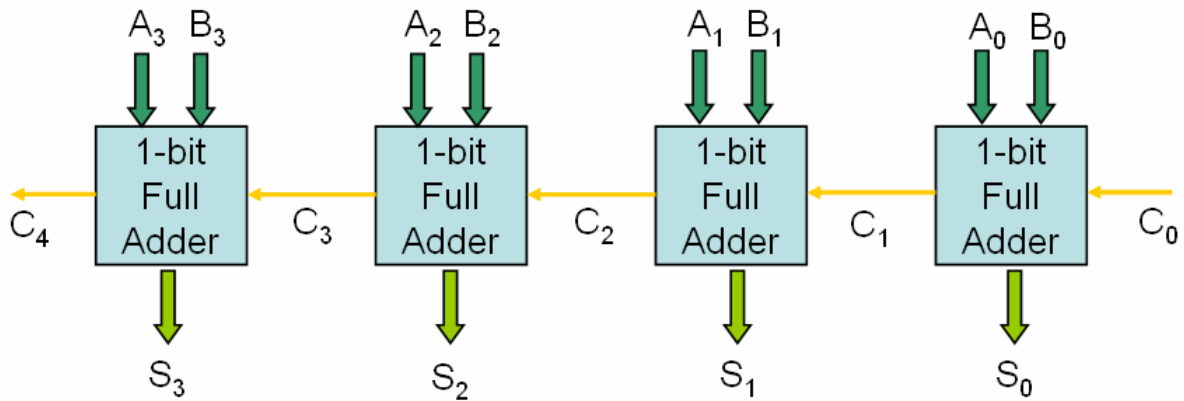 A₃ B₃ A₂ B₂ A₁ B₁ A₀ B₀
1-bit Full Adder
1-bit Full Adder
1-bit Full Adder
1-bit Full Adder
C₄ C₃ C₂ C₁ C₀
S₃ S₂ S₁ S₀